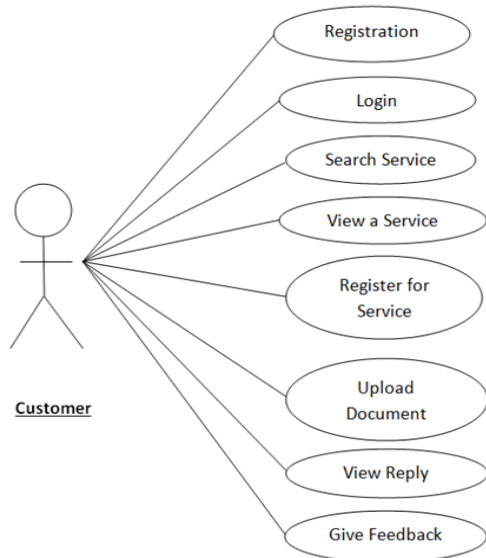 Registration
Login
Search Service
View a Service
Register for
Service
Upload
Document
Customer
View Reply
Give Feedback